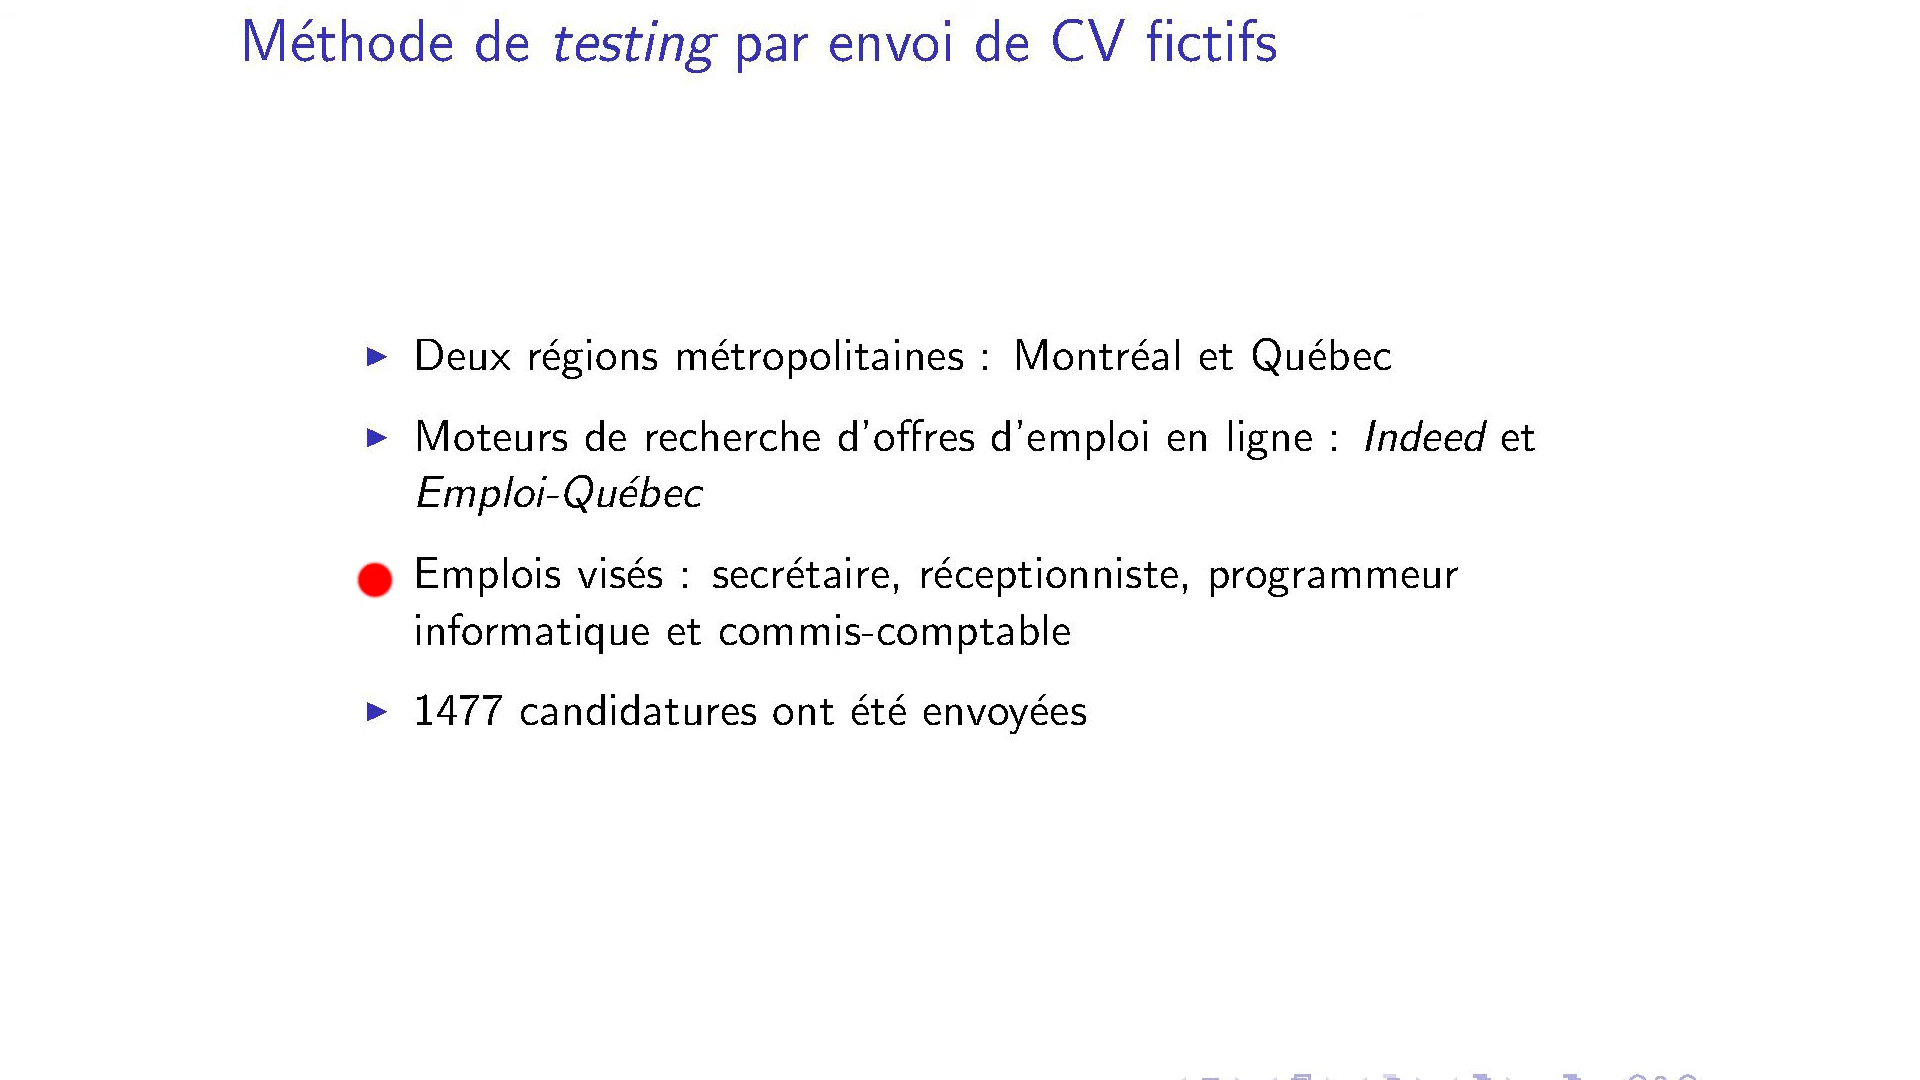 Méthode de testing par envoi de CV fictifs
Deux régions métropolitaines : Montréal et Québec
Moteurs de recherche d'offres d'emploi en ligne : Indeed et
Emploi-Québec
Emplois visés : secrétaire, réceptionniste, programmeur
informatique et commis-comptable
1477 candidatures ont été envoyées